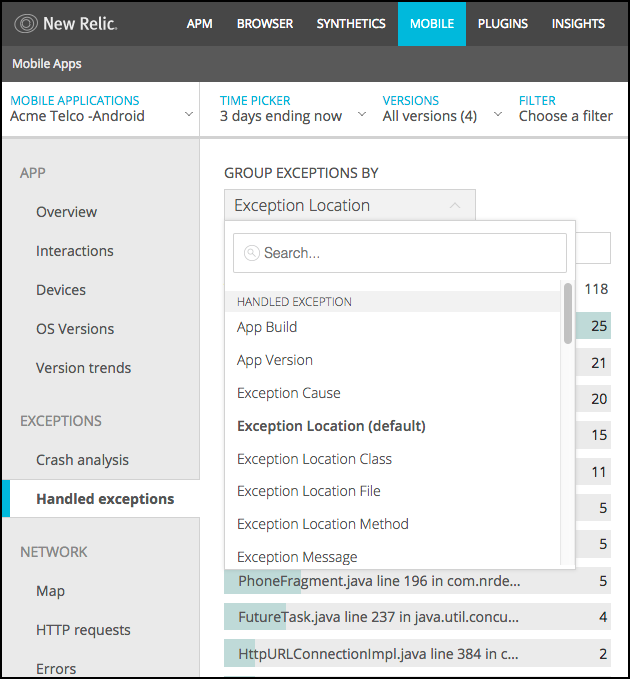 New Relic.
APM BROWSER SYNTHETICS MOBILE PLUGINS INSIGHTS
Mobile Apps
MOBILE APPLICATIONS TIME PICKER VERSIONS FILTER
Acme Telco -Android 3 days ending now All versions (4) Choose a filter
APP
Overview
Interactions
Devices
OS Versions
Version trends
EXCEPTIONS
Crash analysis
Handled exceptions
NETWORK
Map
HTTP requests
Errors
GROUP EXCEPTIONS BY
Exception Location
Search...
HANDLED EXCEPTION
App Build
App Version
Exception Cause
Exception Location (default)
Exception Location Class
Exception Location File
Exception Location Method
Exception Message
118
25
21
20
15
11
5
5
PhoneFragment.java line 196 in com.nrde... 5
FutureTask.java line 237 in java.util.concu... 4
HttpURLConnectionImpl.java line 384 in c... 2